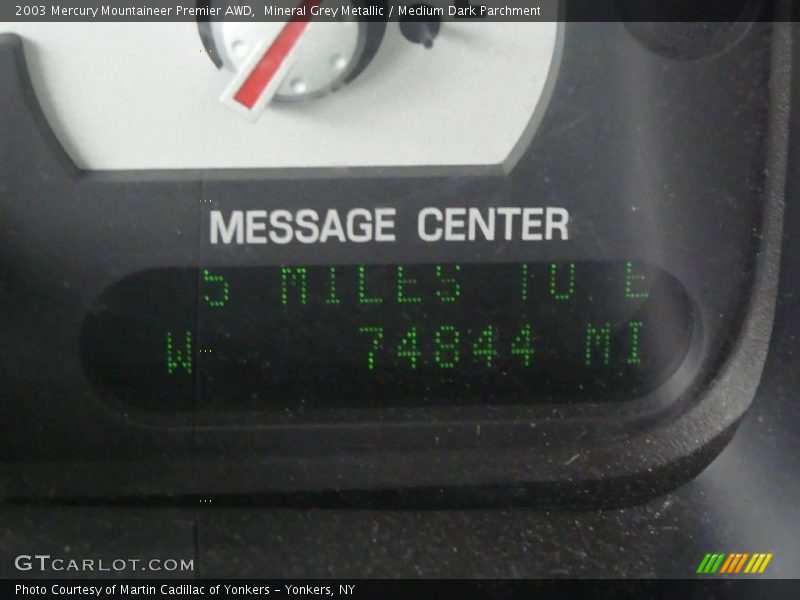 2003 Mercury Mountaineer Premier AWD, Mineral Grey Metallic / Medium Dark Parchment
MESSAGE CENTER
5 MILES TO E
W 74844 MI
GTCARLOT.COM
Photo Courtesy of Martin Cadillac of Yonkers - Yonkers, NY